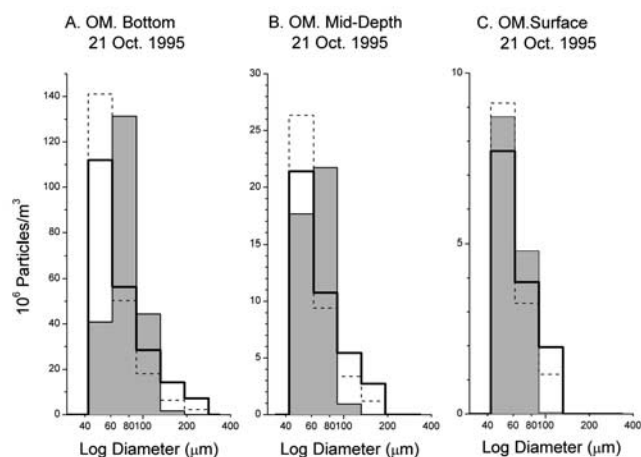 A. OM. Bottom
21 Oct. 1995
B. OM. Mid-Depth
21 Oct. 1995
C. OM.Surface
21 Oct. 1995
10⁶ Particles/m³
140
120
100
80
60
40
20
0
40 60 80100 200 400
Log Diameter (μm)
30
25
20
15
10
5
0
40 60 80100 200 400
Log Diameter (μm)
10
5
0
40 60 80100 200 400
Log Diameter (μm)